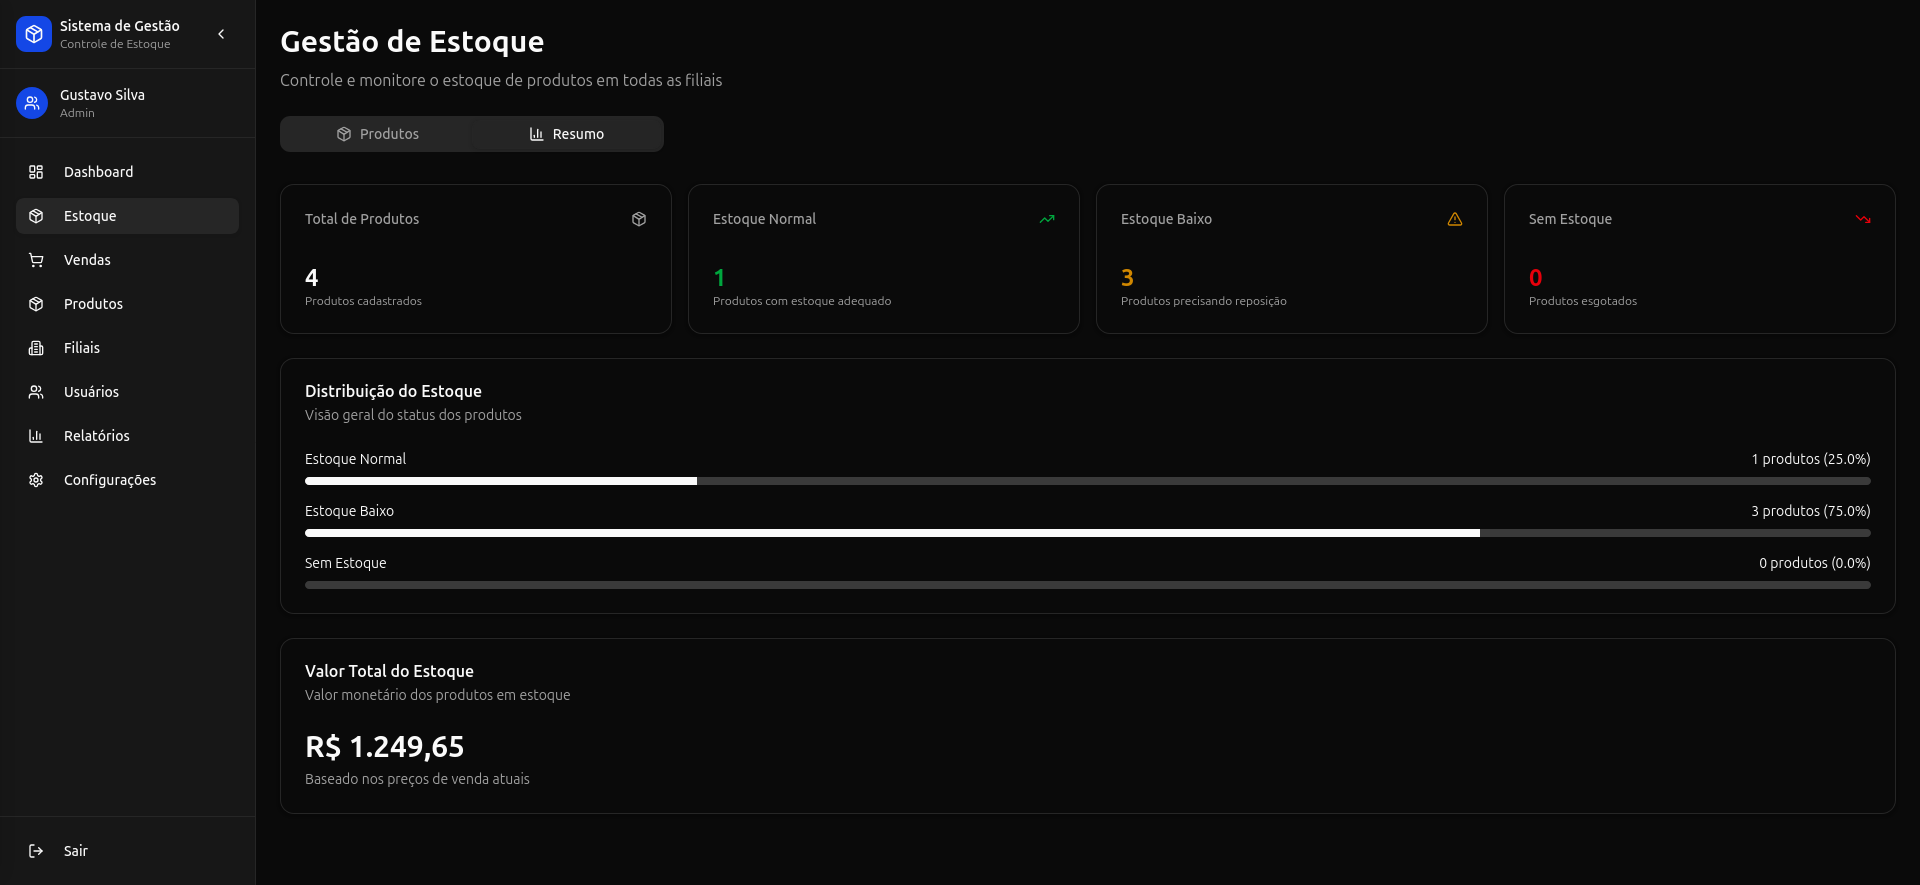 Sistema de Gestão
Controle de Estoque
Gustavo Silva
Admin
Dashboard
Estoque
Vendas
Produtos
Filiais
Usuários
Relatórios
Configurações
Sair
Gestão de Estoque
Controle e monitore o estoque de produtos em todas as filiais
Produtos
Resumo
Total de Produtos
4
Produtos cadastrados
Estoque Normal
1
Produtos com estoque adequado
Estoque Baixo
3
Produtos precisando reposição
Sem Estoque
0
Produtos esgotados
Distribuição do Estoque
Visão geral do status dos produtos
Estoque Normal
1 produtos (25.0%)
Estoque Baixo
3 produtos (75.0%)
Sem Estoque
0 produtos (0.0%)
Valor Total do Estoque
Valor monetário dos produtos em estoque
R$ 1.249,65
Baseado nos preços de venda atuais